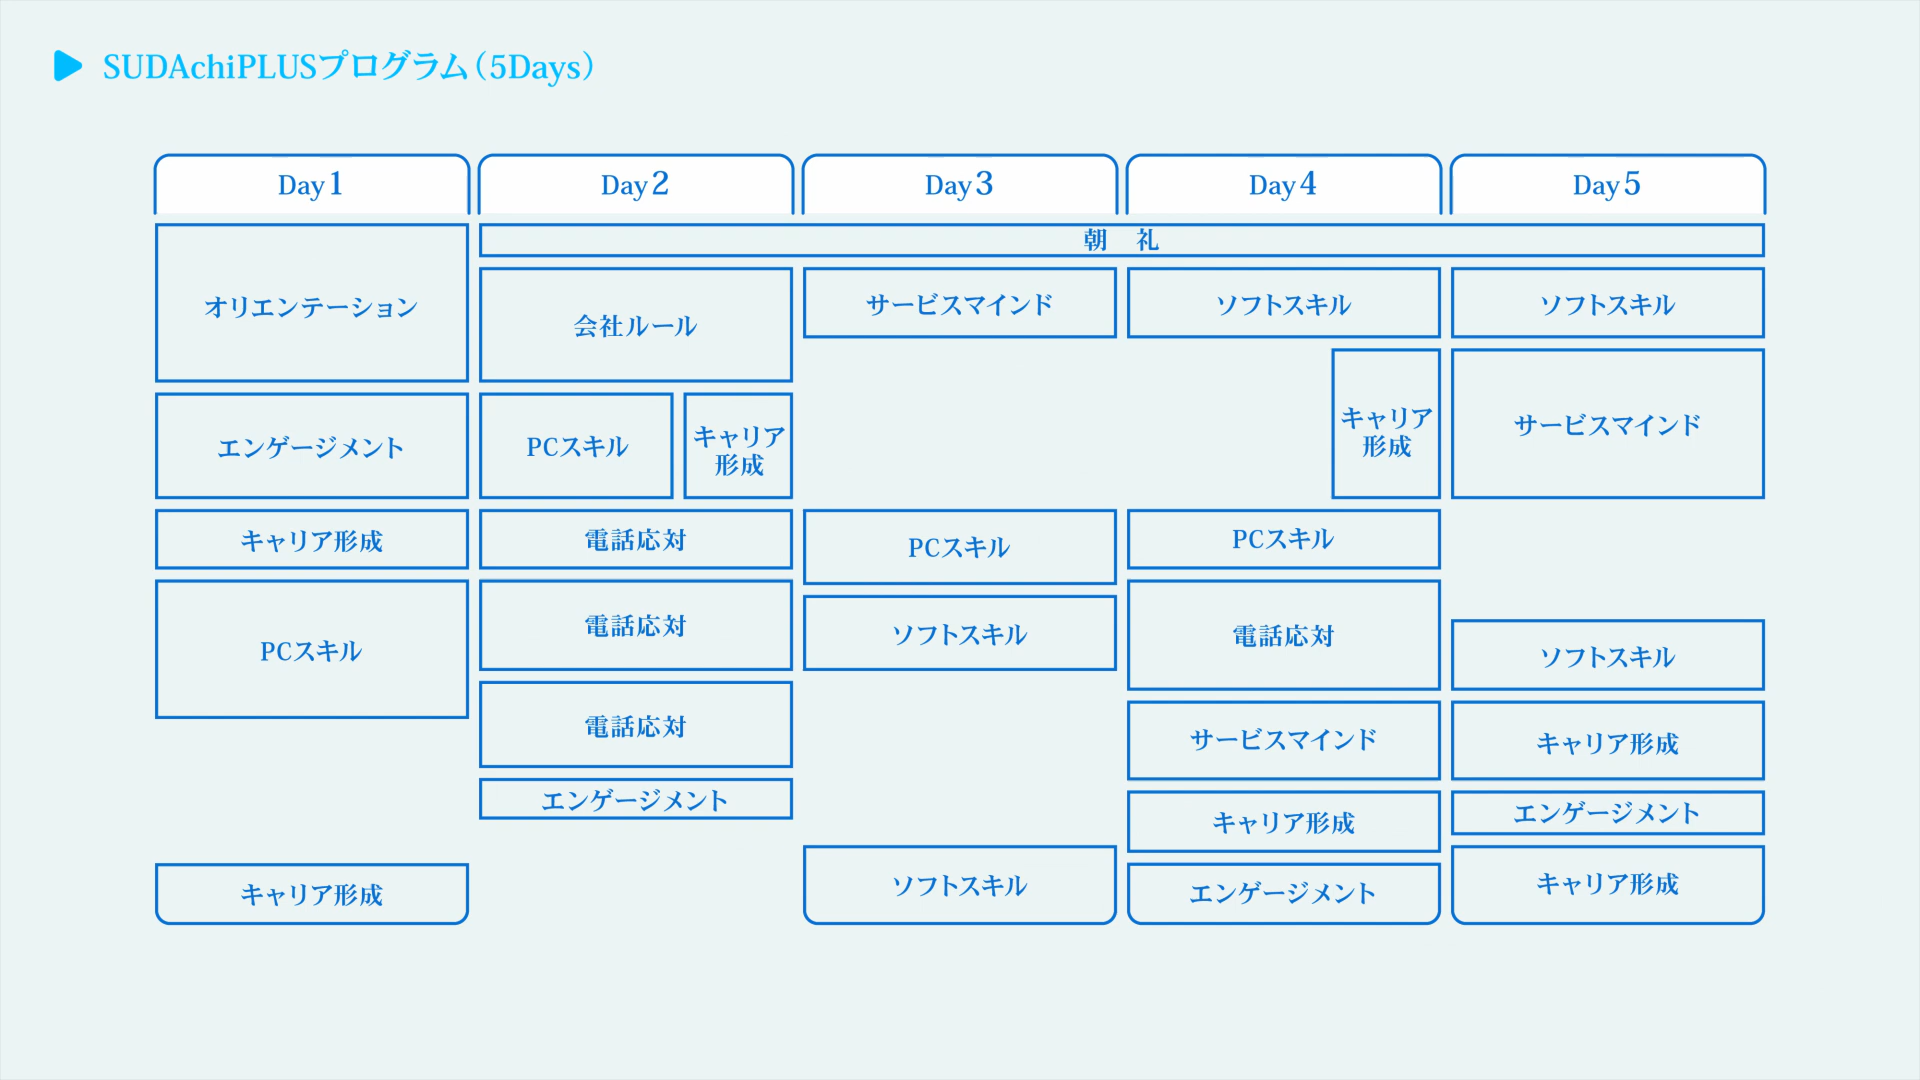 SUDAchiPLUSプログラム（5Days）
Day1
Day2
Day3
Day4
Day5
朝 礼
オリエンテーション
エンゲージメント
キャリア形成
PCスキル
キャリア形成
会社ルール
PCスキル
キャリア
形成
電話応対
電話応対
電話応対
エンゲージメント
サービスマインド
PCスキル
ソフトスキル
ソフトスキル
ソフトスキル
キャリア
形成
PCスキル
電話応対
サービスマインド
キャリア形成
エンゲージメント
ソフトスキル
サービスマインド
ソフトスキル
キャリア形成
エンゲージメント
キャリア形成